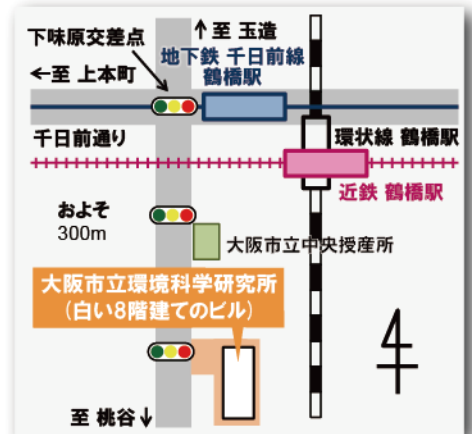 下味原交差点
↑至 玉造
地下鉄 千日前線
鶴橋駅
←至 上本町
千日前通り
環状線 鶴橋駅
近鉄 鶴橋駅
およそ
300m
大阪市立中央授産所
大阪市立環境科学研究所
(白い8階建てのビル)
至 桃谷↓